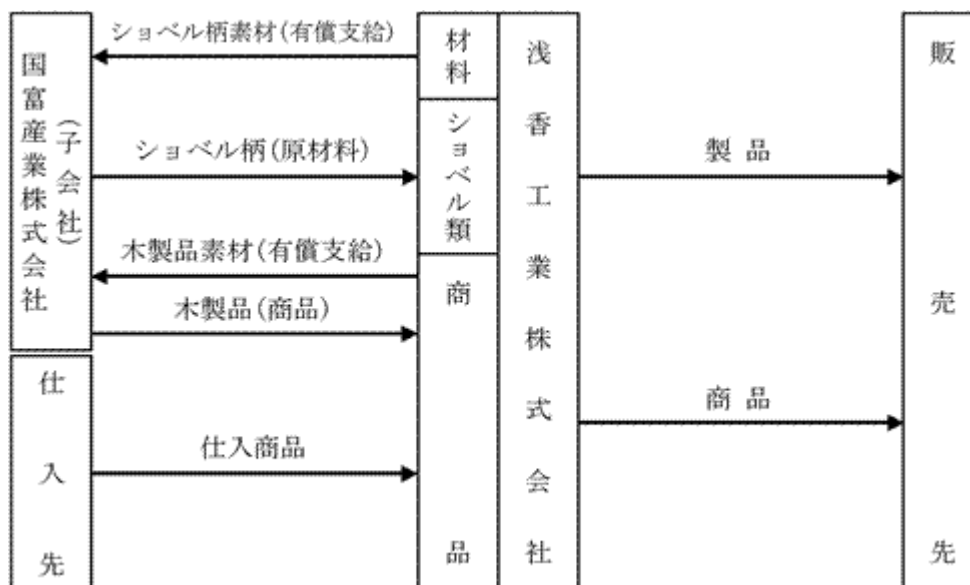 国富産業株式会社
(子会社)
仕入先
ショベル柄素材(有償支給)
ショベル柄(原材料)
木製品素材(有償支給)
木製品(商品)
仕入商品
材料
ショベル類
商品
浅香工業株式会社
製品
商品
販売先